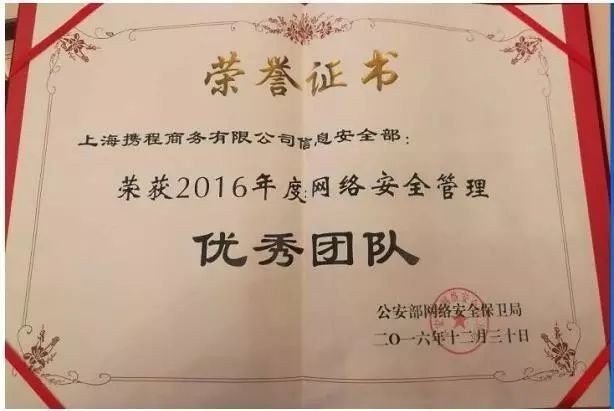 荣誉证书
上海携程商务有限公司信息安全部：
荣获2016年度网络安全管理
优秀团队
公安部网络安全保卫局
二〇一六年十二月三十日